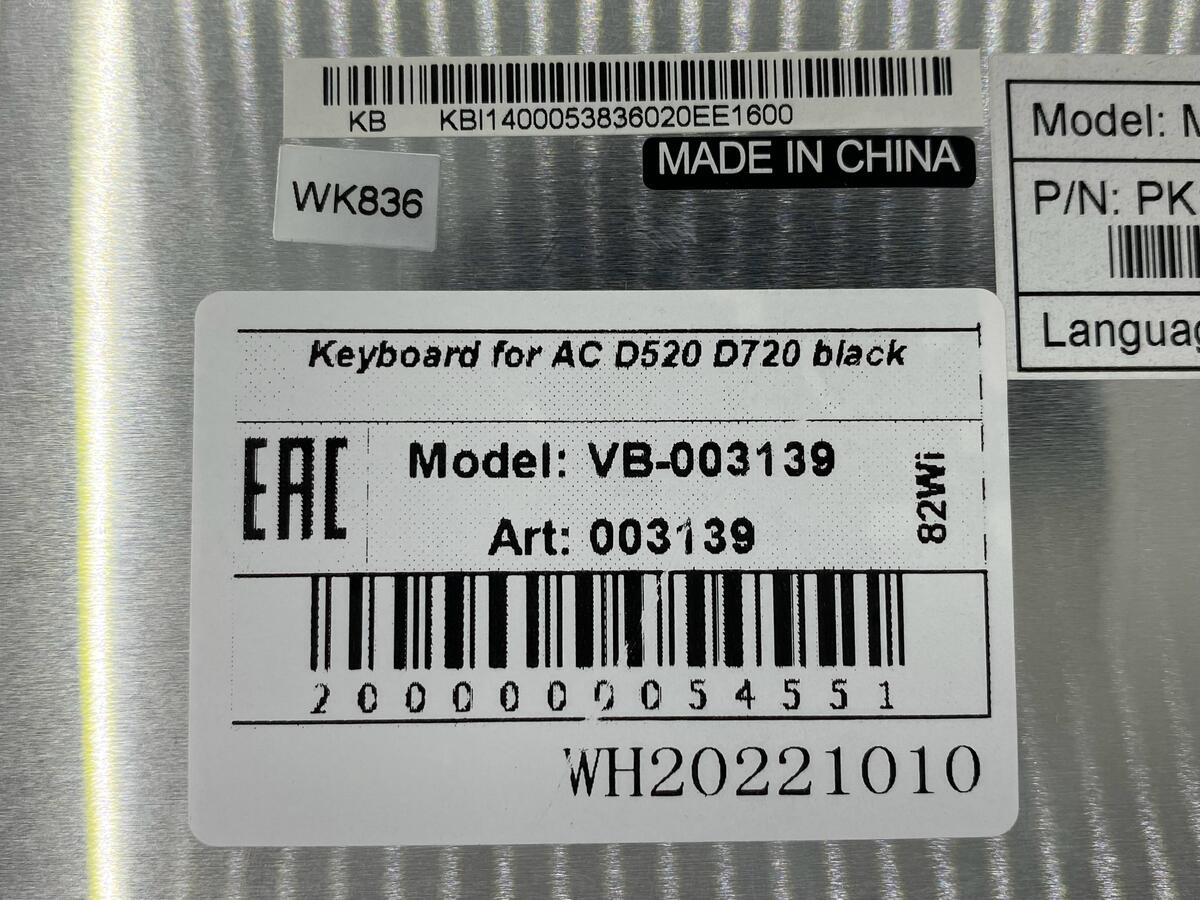 KB KBI1400053836020EE1600
MADE IN CHINA
WK836
Model:
P/N: PK
Languag
Keyboard for AC D520 D720 black
EAC
Model: VB-003139
Art: 003139
82Wi
2000000054551
WH20221010